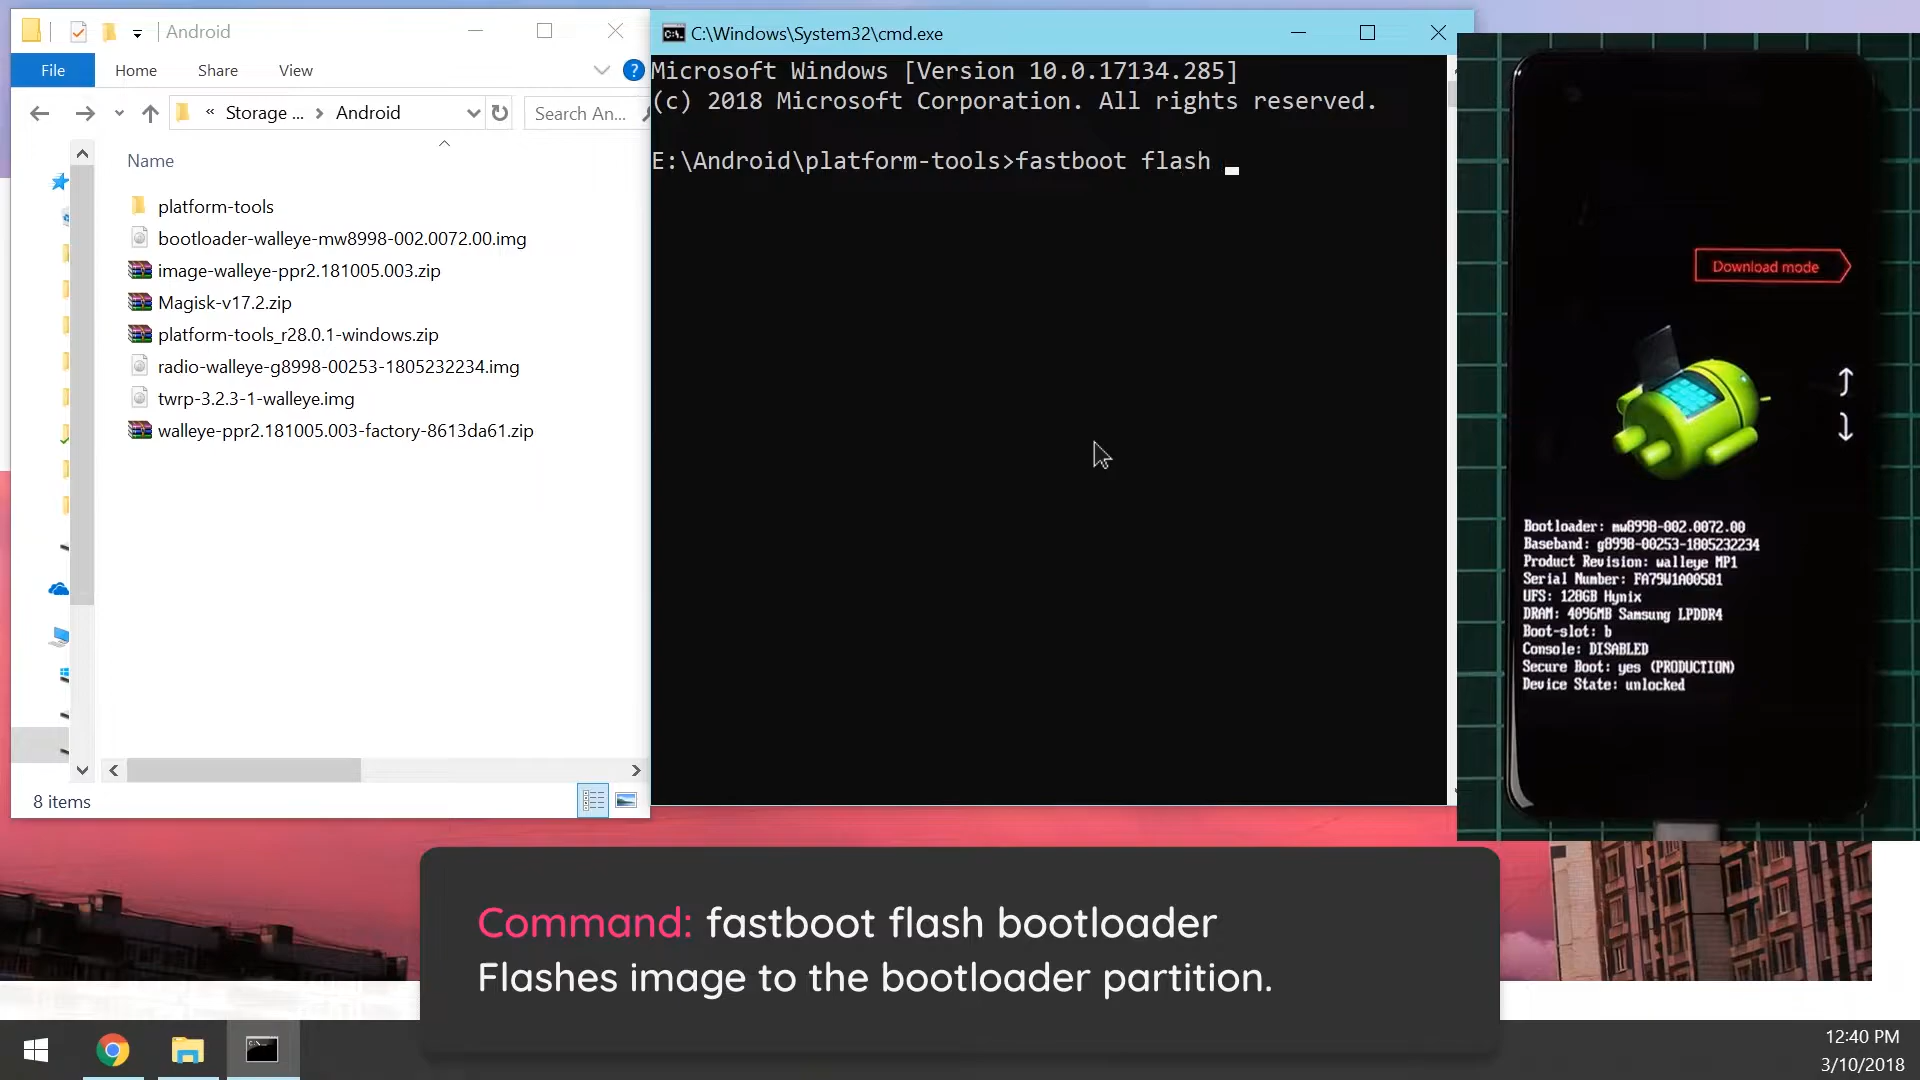 Android
File
Home
Share
View
?
« Storage ... > Android
Search An...
Name
platform-tools
bootloader-walleye-mw8998-002.0072.00.img
image-walleye-ppr2.181005.003.zip
Magisk-v17.2.zip
platform-tools_r28.0.1-windows.zip
radio-walleye-g8998-00253-1805232234.img
twrp-3.2.3-1-walleye.img
walleye-ppr2.181005.003-factory-8613da61.zip
8 items
C:\Windows\System32\cmd.exe
Microsoft Windows [Version 10.0.17134.285]
(c) 2018 Microsoft Corporation. All rights reserved.
E:\Android\platform-tools>fastboot flash _
Download mode
Bootloader: mw8998-002.0072.00
Baseband: g8998-00253-1805232234
Product Revision: walleye MP1
Serial Number: FA79W1A00581
UFS: 128GB Hynix
DRAM: 4096MB Samsung LPDDR4
Boot-slot: b
Console: DISABLED
Secure Boot: yes (PRODUCTION)
Device State: unlocked
Command: fastboot flash bootloader
Flashes image to the bootloader partition.
12:40 PM
3/10/2018